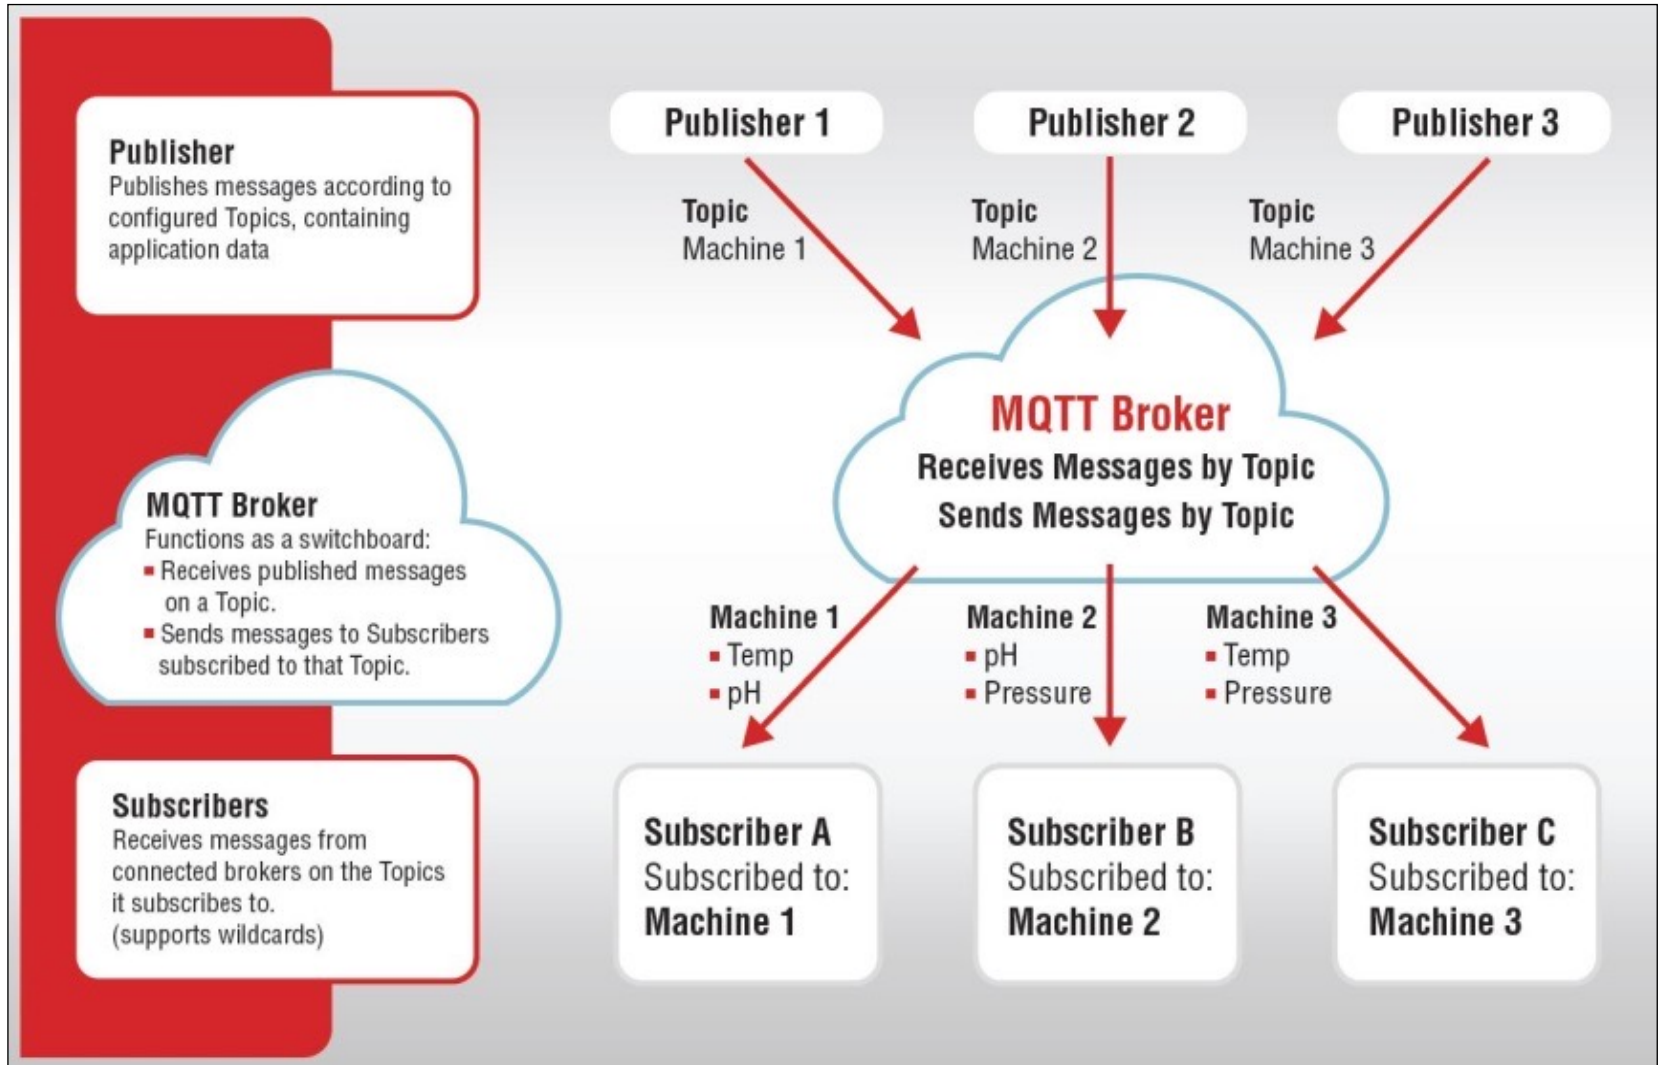 Publisher
Publishes messages according to
configured Topics, containing
application data
MQTT Broker
Functions as a switchboard:
▪ Receives published messages
on a Topic.
▪ Sends messages to Subscribers
subscribed to that Topic.
Subscribers
Receives messages from
connected brokers on the Topics
it subscribes to.
(supports wildcards)
Publisher 1
Publisher 2
Publisher 3
Topic
Machine 1
Topic
Machine 2
Topic
Machine 3
MQTT Broker
Receives Messages by Topic
Sends Messages by Topic
Machine 1
▪ Temp
▪ pH
Machine 2
▪ pH
▪ Pressure
Machine 3
▪ Temp
▪ Pressure
Subscriber A
Subscribed to:
Machine 1
Subscriber B
Subscribed to:
Machine 2
Subscriber C
Subscribed to:
Machine 3